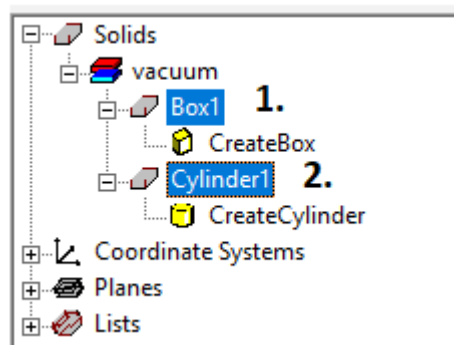 Solids
vacuum
Box1 1.
CreateBox
Cylinder1 2.
CreateCylinder
Coordinate Systems
Planes
Lists